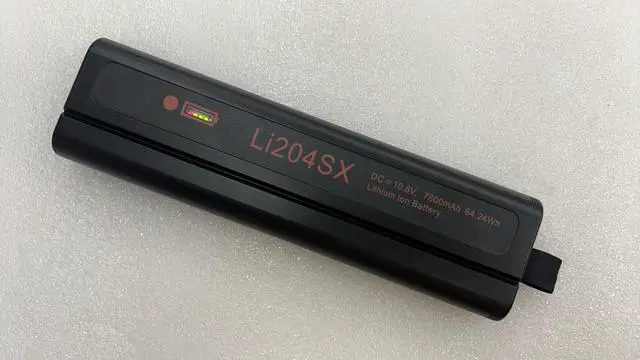 Li204SX
DC=10.8V, 7800mAh 84.24Wh
Lithium Ion Battery